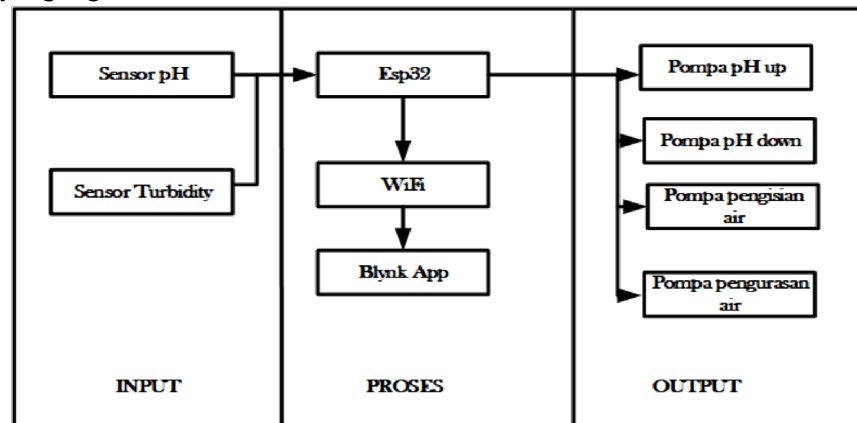 Sensor pH
Sensor Turbidity
INPUT
Esp32
WiFi
Blynk App
PROSES
Pompa pH up
Pompa pH down
Pompa pengisian
air
Pompa pengurasan
air
OUTPUT